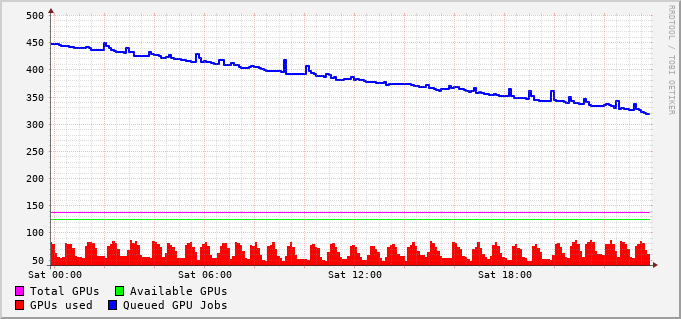 500
450
400
350
300
250
200
150
100
50
Sat 00:00 Sat 06:00 Sat 12:00 Sat 18:00
Total GPUs Available GPUs
GPUs used Queued GPU Jobs
RRDTOOL / TOBI OETIKER